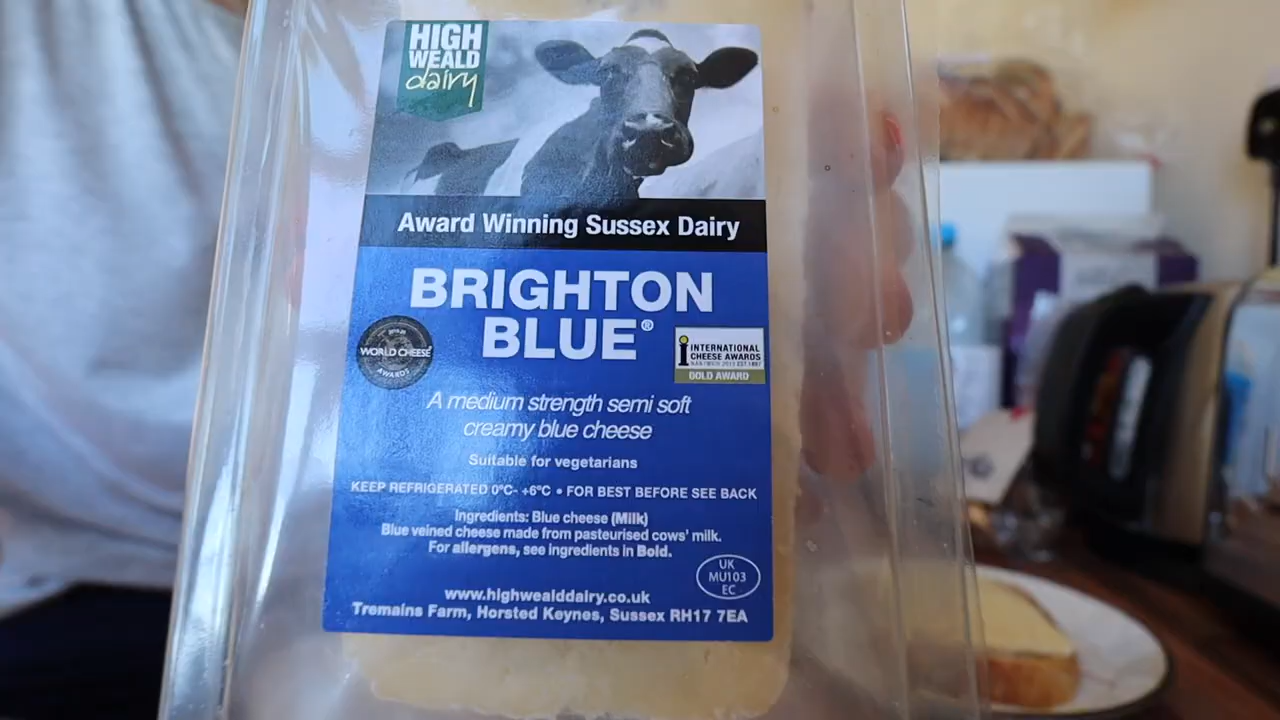 HIGH
WEALD
dairy
Award Winning Sussex Dairy
BRIGHTON
BLUE®
WORLD CHEESE
AWARDS
INTERNATIONAL
CHEESE AWARDS
GOLD AWARD
A medium strength semi soft
creamy blue cheese
Suitable for vegetarians
KEEP REFRIGERATED 0°C- +6°C • FOR BEST BEFORE SEE BACK
Ingredients: Blue cheese (Milk)
Blue veined cheese made from pasteurised cows' milk.
For allergens, see ingredients in Bold.
UK
MU103
EC
www.highwealddairy.co.uk
Tremains Farm, Horsted Keynes, Sussex RH17 7EA